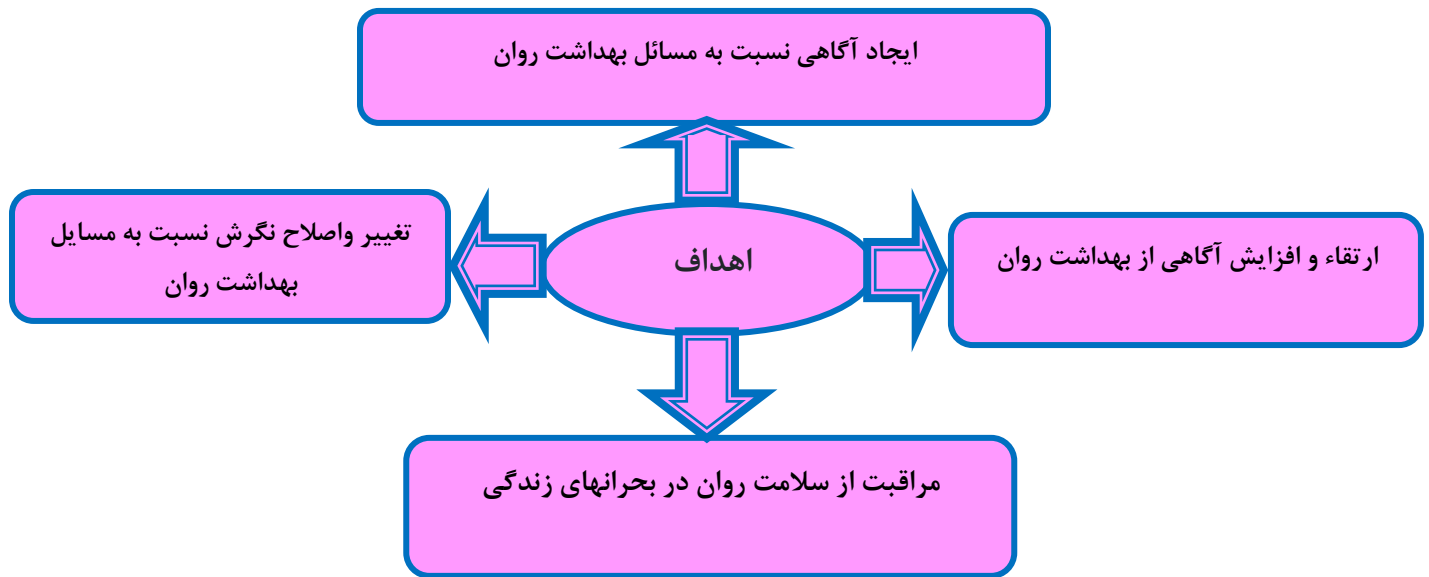 ایجاد آگاهی نسبت به مسائل بهداشت روان
ارتقاء و افزایش آگاهی از بهداشت روان
اهداف
تغییر واصلاح نگرش نسبت به مسایل
بهداشت روان
مراقبت از سلامت روان در بحرانهای زندگی